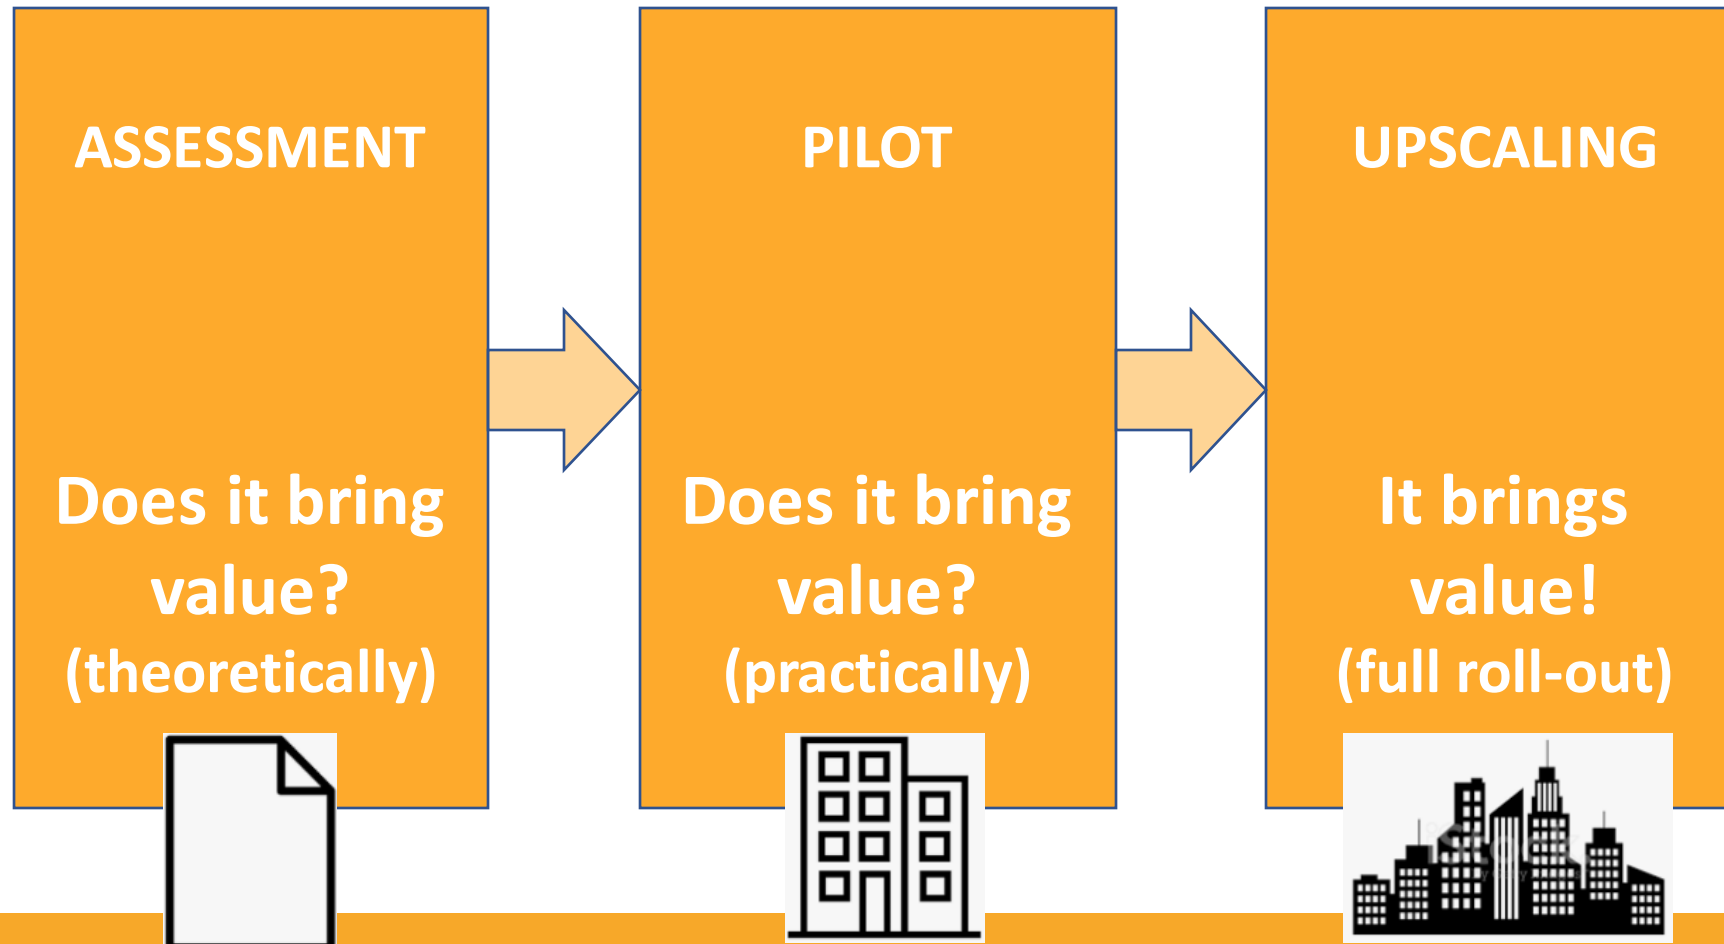 ASSESSMENT
Does it bring
value?
(theoretically)
PILOT
Does it bring
value?
(practically)
UPSCALING
It brings
value!
(full roll-out)